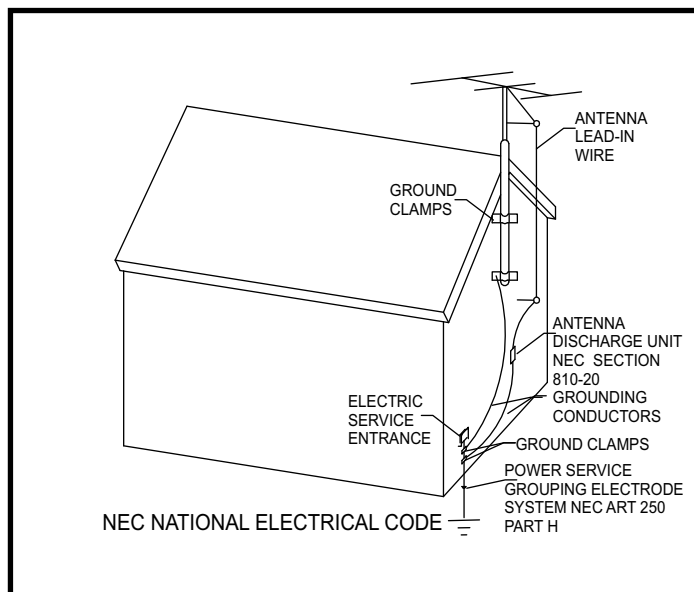 ANTENNA
LEAD-IN
WIRE
GROUND
CLAMPS
ANTENNA
DISCHARGE UNIT
NEC SECTION
810-20
GROUNDING
CONDUCTORS
ELECTRIC
SERVICE
ENTRANCE
GROUND CLAMPS
POWER SERVICE
GROUPING ELECTRODE
SYSTEM NEC ART 250
PART H
NEC NATIONAL ELECTRICAL CODE